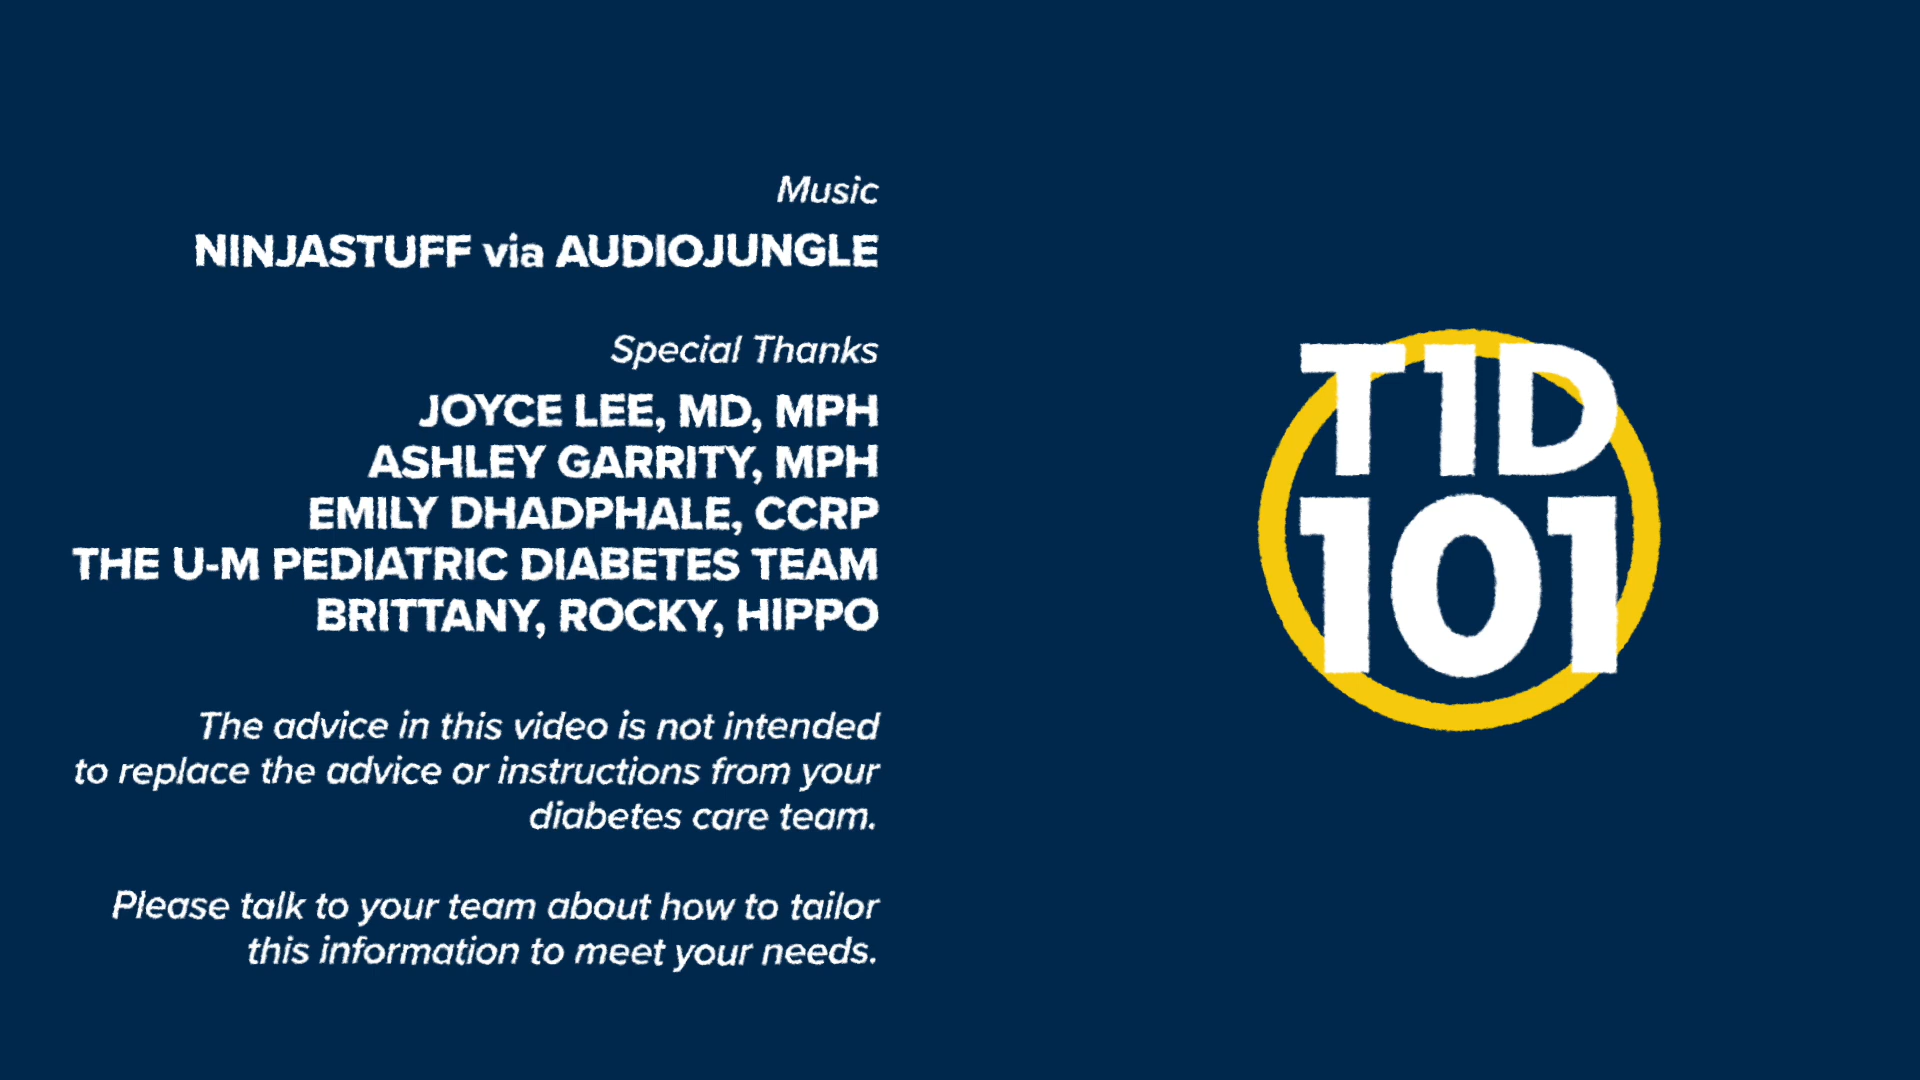 Music
NINJASTUFF via AUDIOJUNGLE
Special Thanks
JOYCE LEE, MD, MPH
ASHLEY GARRITY, MPH
EMILY DHADPHALE, CCRP
THE U-M PEDIATRIC DIABETES TEAM
BRITTANY, ROCKY, HIPPO
The advice in this video is not intended
to replace the advice or instructions from your
diabetes care team.
Please talk to your team about how to tailor
this information to meet your needs.
T1D
101